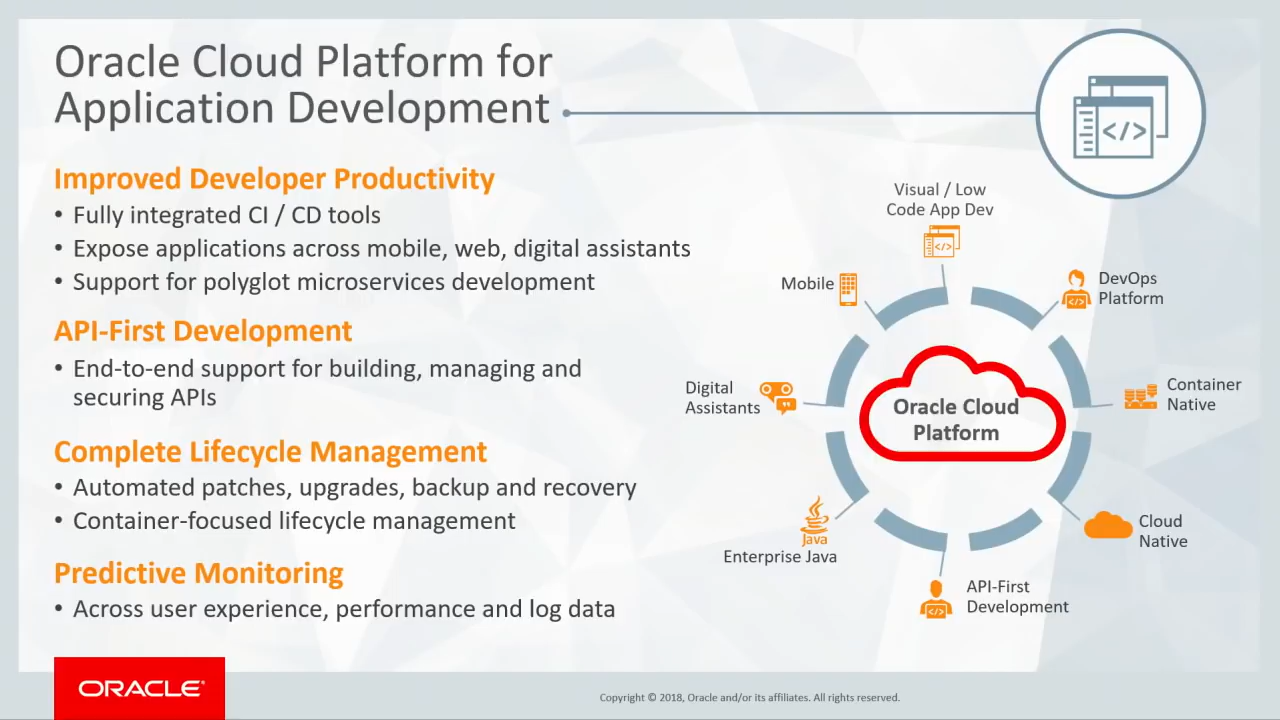 Oracle Cloud Platform for
Application Development
Improved Developer Productivity
• Fully integrated CI / CD tools
• Expose applications across mobile, web, digital assistants
• Support for polyglot microservices development
API-First Development
• End-to-end support for building, managing and
securing APIs
Complete Lifecycle Management
• Automated patches, upgrades, backup and recovery
• Container-focused lifecycle management
Predictive Monitoring
• Across user experience, performance and log data
</>
Visual / Low
Code App Dev
</>
DevOps
Platform
</>
Container
Native
Cloud
Native
API-First
Development
</>
Java
Enterprise Java
Digital
Assistants
Mobile
Oracle Cloud
Platform
ORACLE®
Copyright © 2018, Oracle and/or its affiliates. All rights reserved.